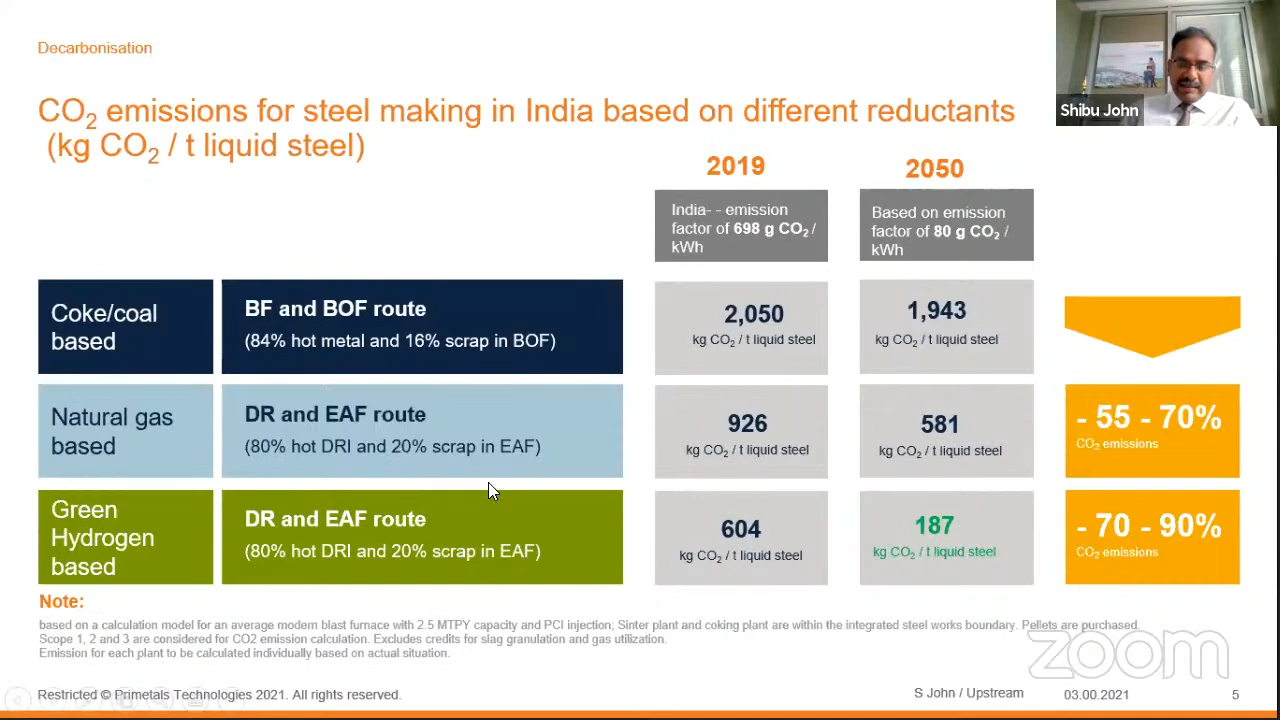 Decarbonisation
Shibu John
CO2 emissions for steel making in India based on different reductants
(kg CO2 / t liquid steel)
2019
2050
India- - emission
factor of 698 g CO2 /
kWh
Based on emission
factor of 80 g CO2 /
kWh
Coke/coal
based
BF and BOF route
(84% hot metal and 16% scrap in BOF)
2,050
kg CO2 / t liquid steel
1,943
kg CO2 / t liquid steel
Natural gas
based
DR and EAF route
(80% hot DRI and 20% scrap in EAF)
926
kg CO2 / t liquid steel
581
kg CO2 / t liquid steel
- 55 - 70%
CO2 emissions
Green
Hydrogen
based
DR and EAF route
(80% hot DRI and 20% scrap in EAF)
604
kg CO2 / t liquid steel
187
kg CO2 / t liquid steel
- 70 - 90%
CO2 emissions
Note:
based on a calculation model for an average modern blast furnace with 2.5 MTPY capacity and PCI injection; Sinter plant and coking plant are within the integrated steel works boundary. Pellets are purchased.
Scope 1, 2 and 3 are considered for CO2 emission calculation. Excludes credits for slag granulation and gas utilization.
Emission for each plant to be calculated individually based on actual situation.
zoom
Restricted © Primetals Technologies 2021. All rights reserved.
S John / Upstream
03.00.2021
5